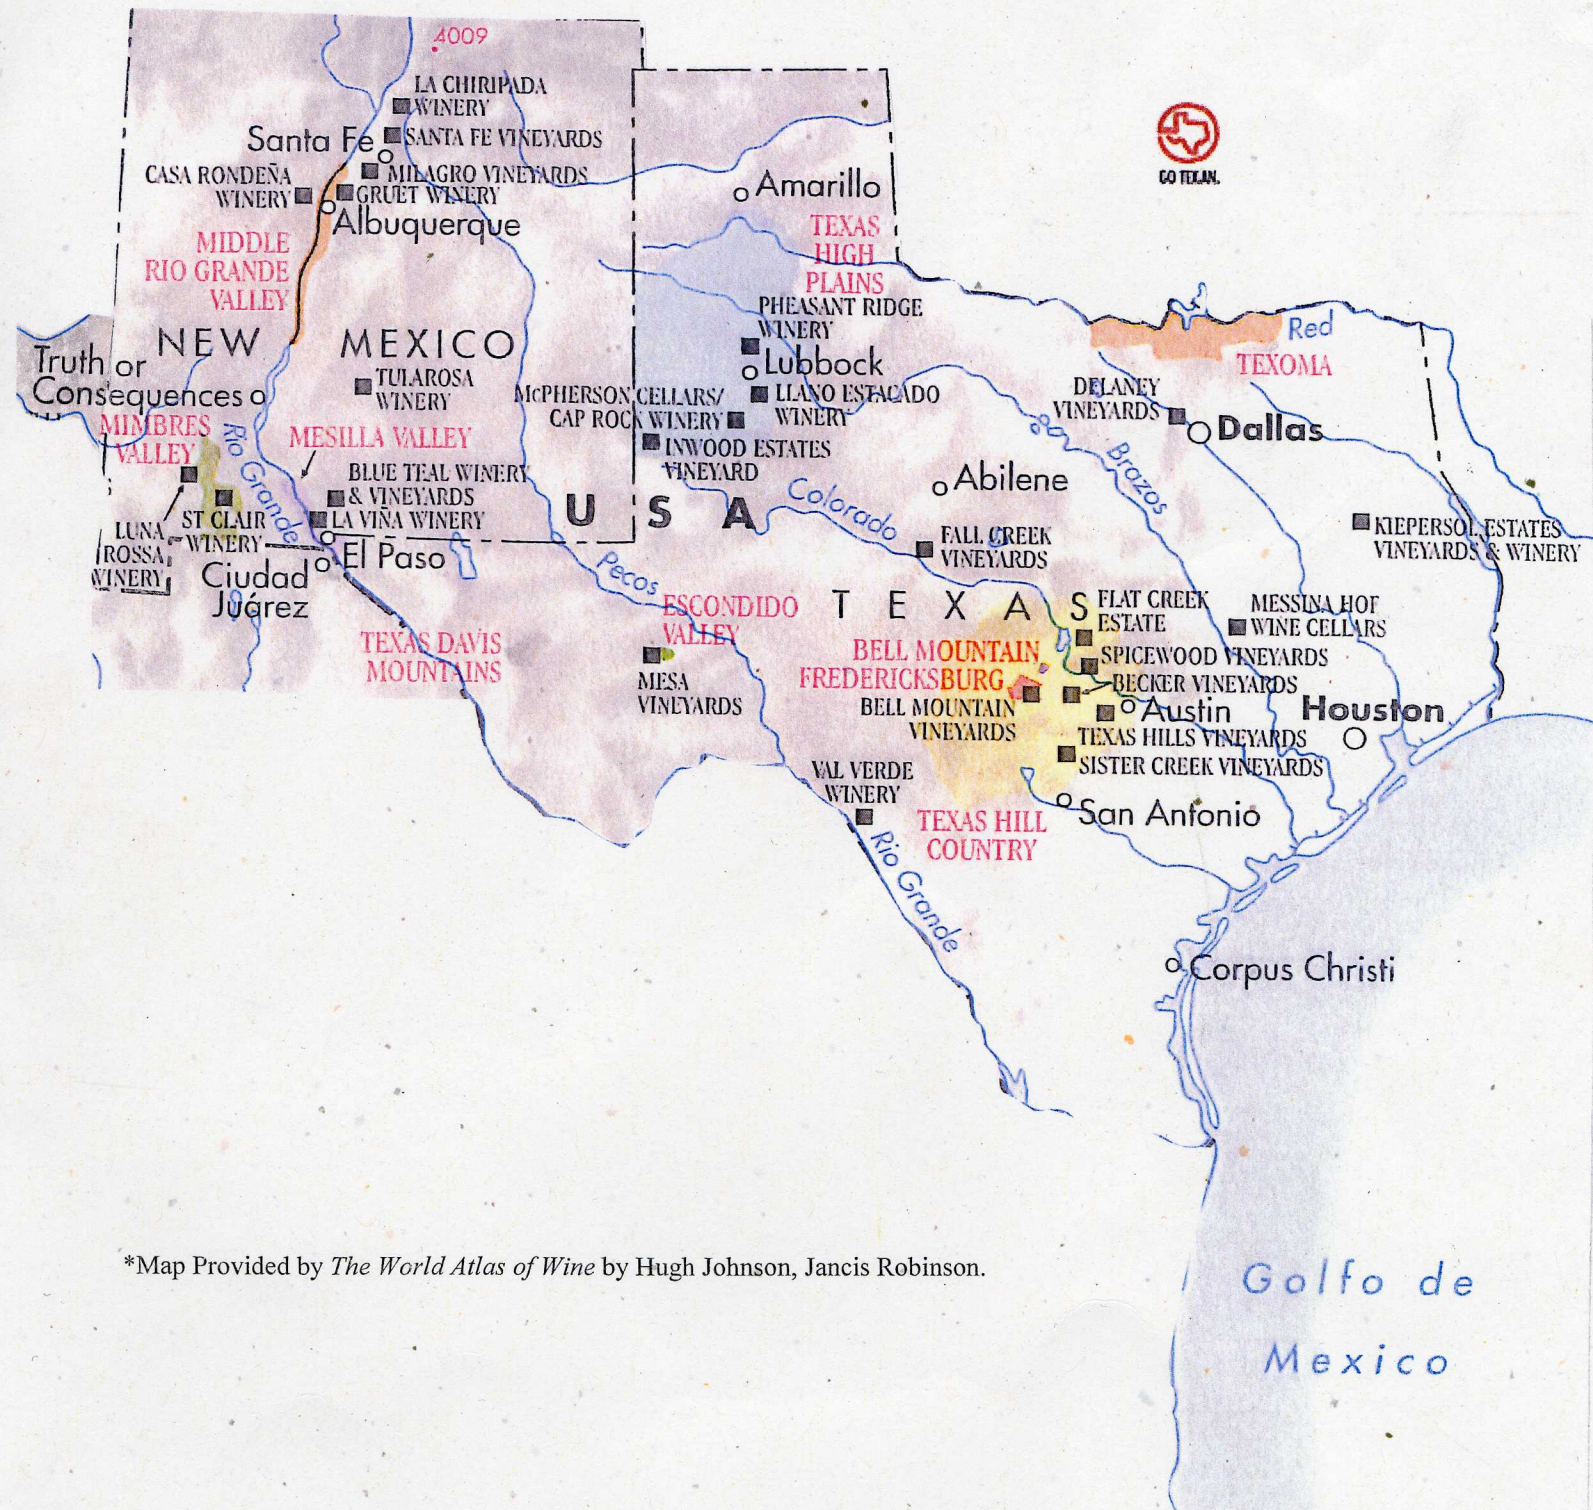 4009
LA CHIRIPADA
WINERY
Santa Fe
SANTA FE VINEYARDS
CASA RONDEÑA
WINERY
MILAGRO VINEYARDS
GRUET WINERY
Albuquerque
MIDDLE
RIO GRANDE
VALLEY
Amarillo
TEXAS
HIGH
PLAINS
GO TEXAN.
NEW MEXICO
Truth or
Consequences
TULAROSA
WINERY
PHEASANT RIDGE
WINERY
Lubbock
McPHERSON CELLARS/
CAP ROCK WINERY
LLANO ESTACADO
WINERY
INWOOD ESTATES
VINEYARD
Red
TEXOMA
DELANEY
VINEYARDS
Dallas
MIMBRES
VALLEY
Rio Grande
MESILLA VALLEY
BLUE TEAL WINERY
& VINEYARDS
LA VIÑA WINERY
ST CLAIR
WINERY
LUNA
ROSSA
WINERY
El Paso
Ciudad
Juárez
U S A
Abilene
Colorado
Brazos
FALL CREEK
VINEYARDS
KIEPERSOL ESTATES
VINEYARDS & WINERY
Pecos
TEXAS
ESCONDIDO
VALLEY
TEXAS DAVIS
MOUNTAINS
MESA
VINEYARDS
FLAT CREEK
ESTATE
MESSINA HOF
WINE CELLARS
BELL MOUNTAIN
FREDERICKSBURG
BELL MOUNTAIN
VINEYARDS
SPICEWOOD VINEYARDS
BECKER VINEYARDS
Austin
Houston
TEXAS HILLS VINEYARDS
SISTER CREEK VINEYARDS
VAL VERDE
WINERY
San Antonio
TEXAS HILL
COUNTRY
Rio Grande
Corpus Christi
*Map Provided by The World Atlas of Wine by Hugh Johnson, Jancis Robinson.
Golfo de
Mexico